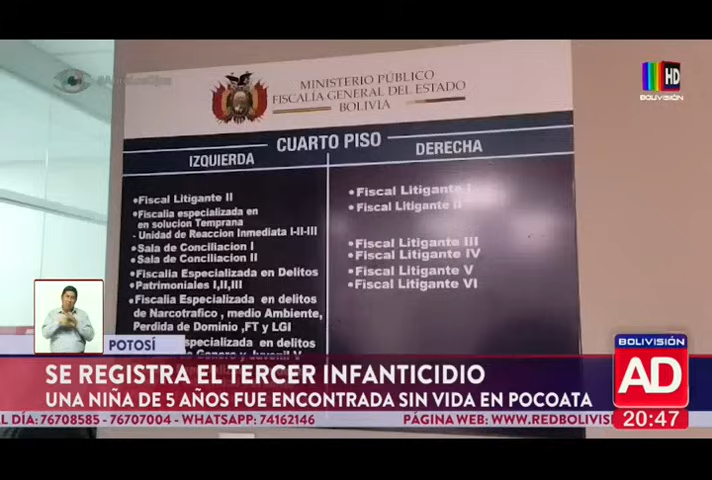 MINISTERIO PÚBLICO
FISCALÍA GENERAL DEL ESTADO
BOLIVIA
HD
BOLIVISIÓN
CUARTO PISO
IZQUIERDA
DERECHA
•Fiscal Litigante II
•Fiscalia especializada en
en solucion Temprana
- Unidad de Reaccion Inmediata I-II-III
•Sala de Conciliacion I
•Sala de Conciliacion II
•Fiscalia Especializada en Delitos
•Patrimoniales I,II,III
•Fiscalia Especializada en delitos
de Narcotrafico , medio Ambiente,
Perdida de Dominio ,FT y LGI
specializada en delitos
•Fiscal Litigante I
•Fiscal Litigante II
•Fiscal Litigante III
•Fiscal Litigante IV
•Fiscal Litigante V
•Fiscal Litigante VI
POTOSÍ
SE REGISTRA EL TERCER INFANTICIDIO
UNA NIÑA DE 5 AÑOS FUE ENCONTRADA SIN VIDA EN POCOATA
BOLIVISIÓN
AD
20:47
L DÍA: 76708585 - 76707004 - WHATSAPP: 74162146
PÁGINA WEB: WWW.REDBOLIVIS